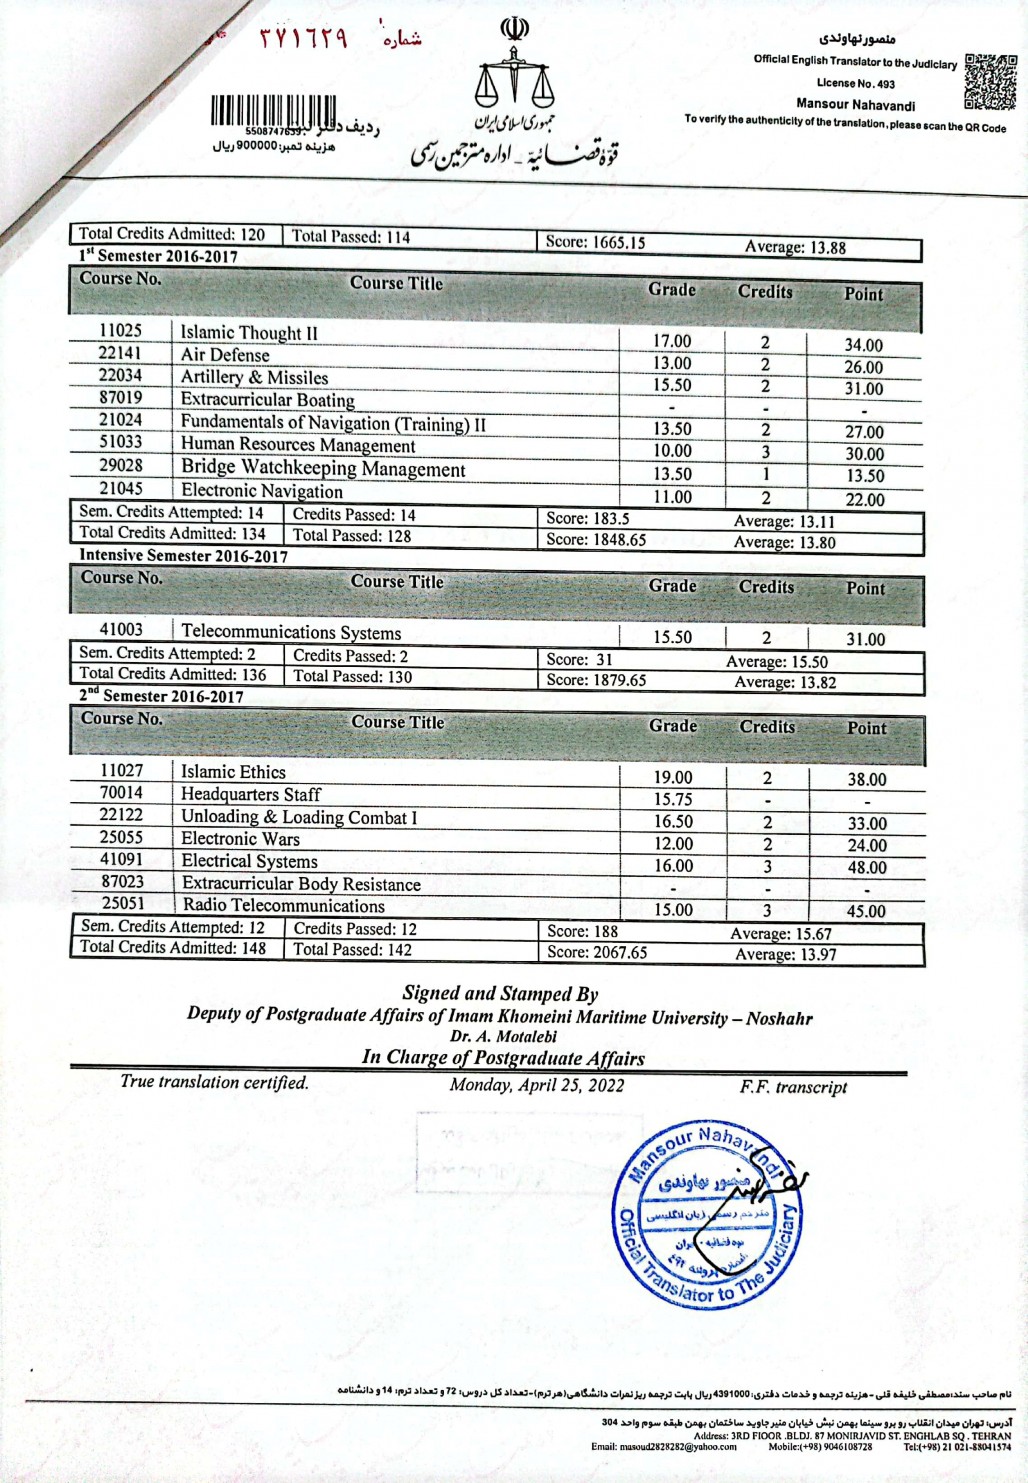 شماره ۳۷۱۶۲۹
منصور نهاوندی
Official English Translator to the Judiciary
License No. 493
Mansour Nahavandi
To verify the authenticity of the translation, please scan the QR Code
ردیف دفتر
5508747639
هزینه تمبر: 900000 ریال
جمهوری اسلامی ایران
قوّه قضائیّه - اداره مترجمین رسمی
Total Credits Admitted: 120 Total Passed: 114 Score: 1665.15 Average: 13.88
1st Semester 2016-2017
Course No. Course Title Grade Credits Point
11025 Islamic Thought II 17.00 2 34.00
22141 Air Defense 13.00 2 26.00
22034 Artillery & Missiles 15.50 2 31.00
87019 Extracurricular Boating - - -
21024 Fundamentals of Navigation (Training) II 13.50 2 27.00
51033 Human Resources Management 10.00 3 30.00
29028 Bridge Watchkeeping Management 13.50 1 13.50
21045 Electronic Navigation 11.00 2 22.00
Sem. Credits Attempted: 14 Credits Passed: 14 Score: 183.5 Average: 13.11
Total Credits Admitted: 134 Total Passed: 128 Score: 1848.65 Average: 13.80
Intensive Semester 2016-2017
Course No. Course Title Grade Credits Point
41003 Telecommunications Systems 15.50 2 31.00
Sem. Credits Attempted: 2 Credits Passed: 2 Score: 31 Average: 15.50
Total Credits Admitted: 136 Total Passed: 130 Score: 1879.65 Average: 13.82
2nd Semester 2016-2017
Course No. Course Title Grade Credits Point
11027 Islamic Ethics 19.00 2 38.00
70014 Headquarters Staff 15.75 - -
22122 Unloading & Loading Combat I 16.50 2 33.00
25055 Electronic Wars 12.00 2 24.00
41091 Electrical Systems 16.00 3 48.00
87023 Extracurricular Body Resistance - - -
25051 Radio Telecommunications 15.00 3 45.00
Sem. Credits Attempted: 12 Credits Passed: 12 Score: 188 Average: 15.67
Total Credits Admitted: 148 Total Passed: 142 Score: 2067.65 Average: 13.97
Signed and Stamped By
Deputy of Postgraduate Affairs of Imam Khomeini Maritime University – Noshahr
Dr. A. Motalebi
In Charge of Postgraduate Affairs
True translation certified. Monday, April 25, 2022 F.F. transcript
Mansour Nahavandi
منصور نهاوندی
مترجم رسمی زبان انگلیسی
Official Translator to The Judiciary
نام صاحب سند: مصطفی خلیفه قلی - هزینه ترجمه و خدمات دفتری: 4391000 ریال بابت ترجمه ریز نمرات دانشگاهی (هر ترم) - تعداد کل دروس: 72 و تعداد ترم: 14 و دانشنامه
آدرس: تهران میدان انقلاب رو برو سینما بهمن نبش خیابان منیر جاوید ساختمان بهمن طبقه سوم واحد 304
Address: 3RD FlOOR .BLDJ. 87 MONIRJAVID ST. ENGHLAB SQ . TEHRAN
Email: masoud2828282@yahoo.com Mobile:(+98) 9046108728 Tel:(+98) 21 021-88041574